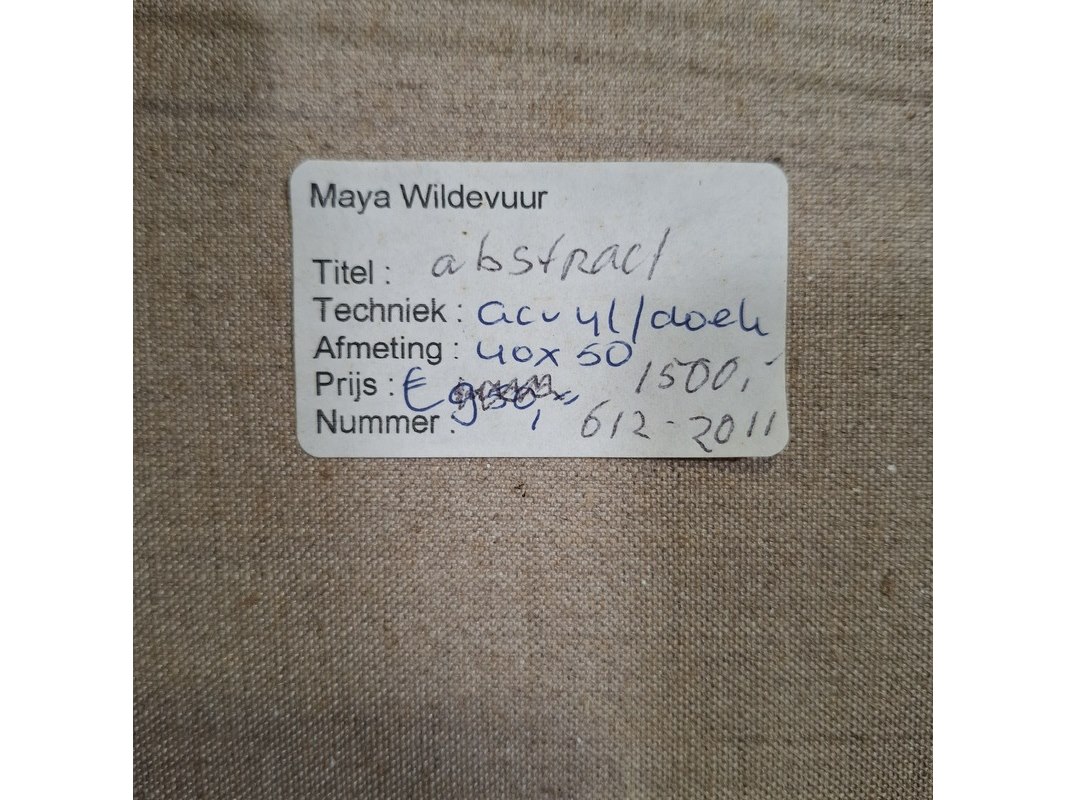 Maya Wildevuur
Titel : abstract
Techniek : acryl/doek
Afmeting : 40x50
Prijs : € 1500,-
Nummer : 612-2011